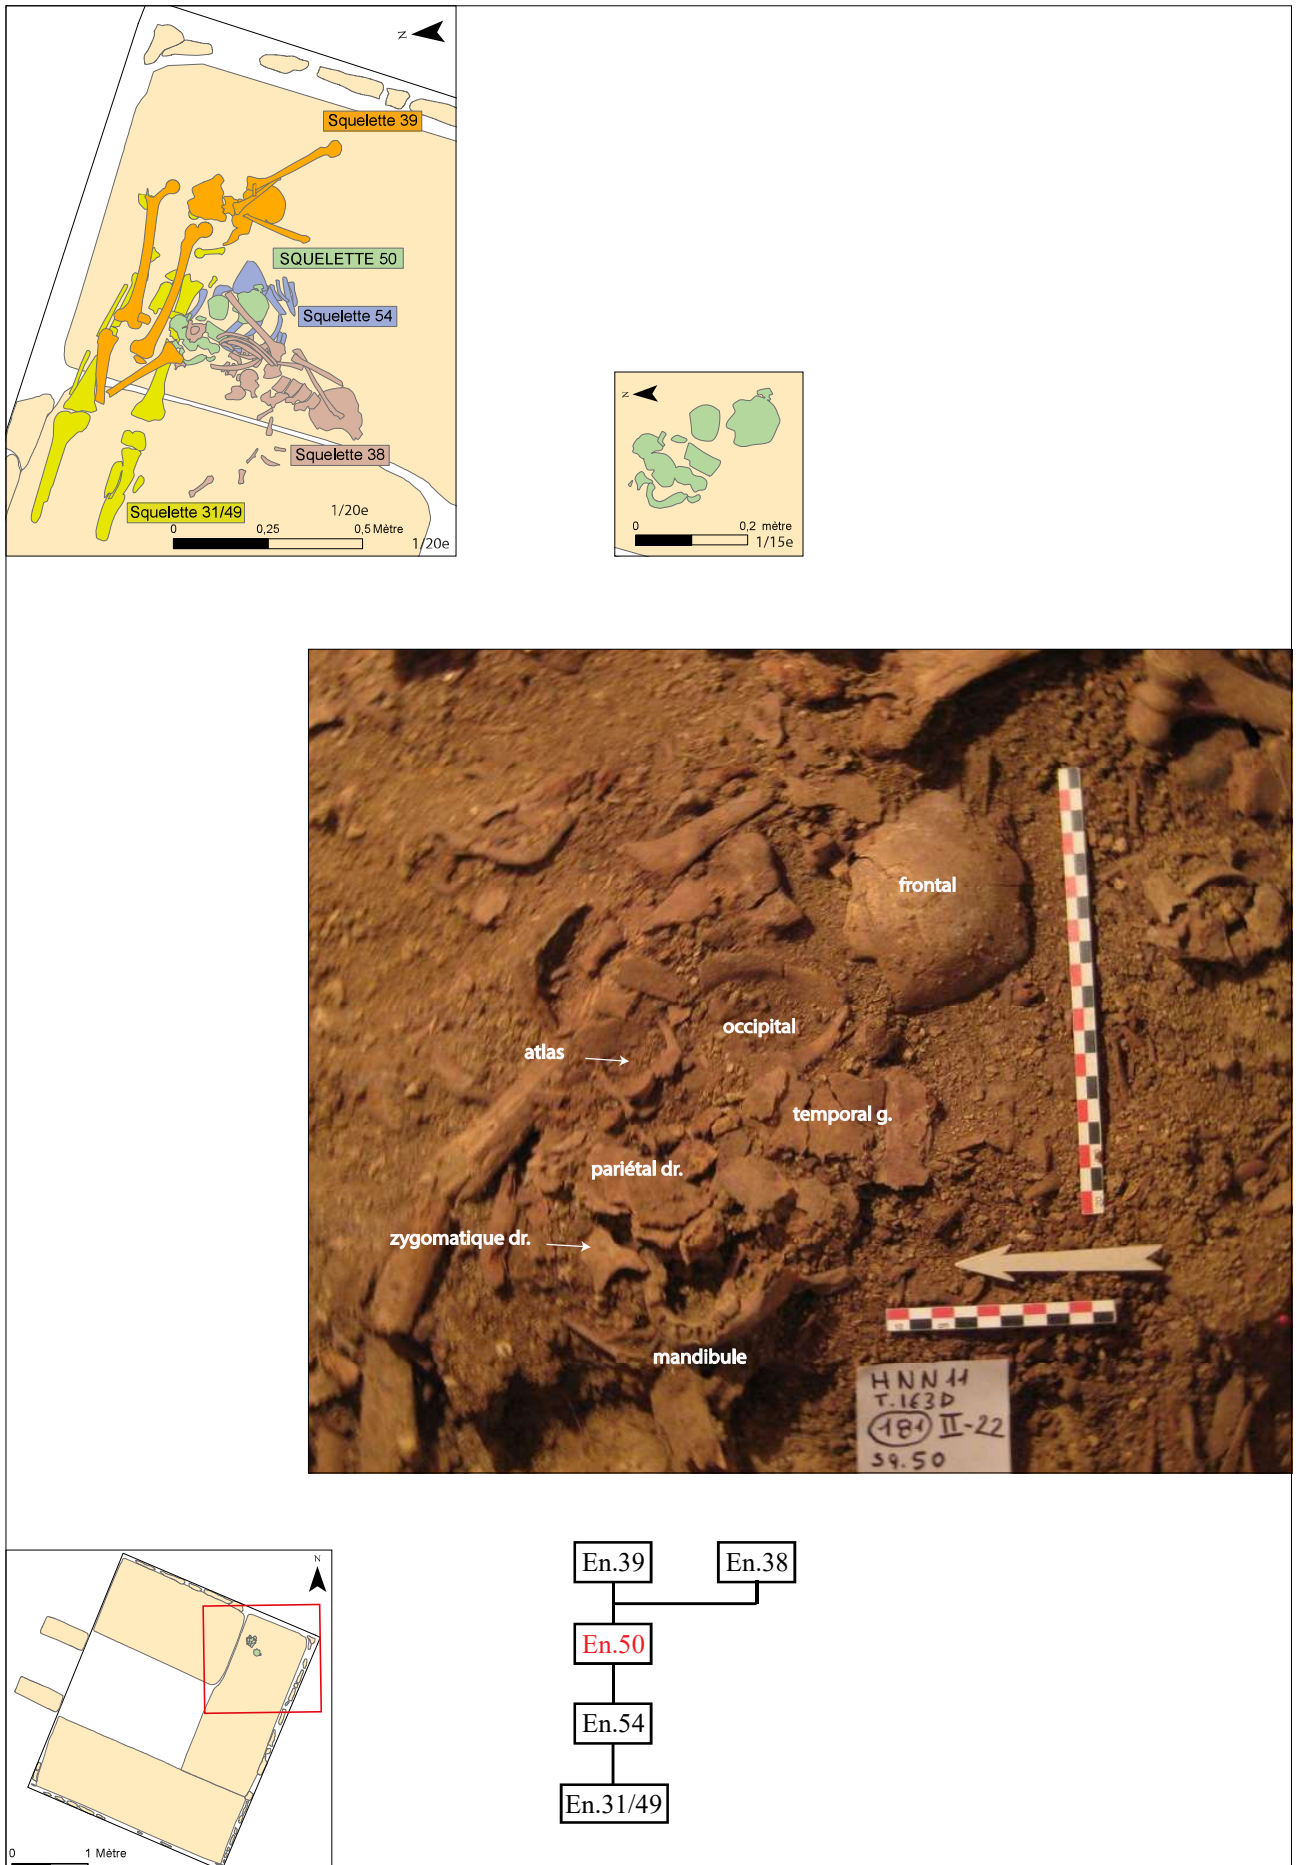 N
Squelette 39
SQUELETTE 50
Squelette 54
Squelette 38
Squelette 31/49
1/20e
0 0,25 0,5 Mètre
1/20e
N
0 0,2 mètre
1/15e
frontal
occipital
atlas
temporal g.
pariétal dr.
zygomatique dr.
mandibule
HNN 11
T.163D
181 II-22
sq.50
N
0 1 Mètre
En.39 En.38
En.50
En.54
En.31/49